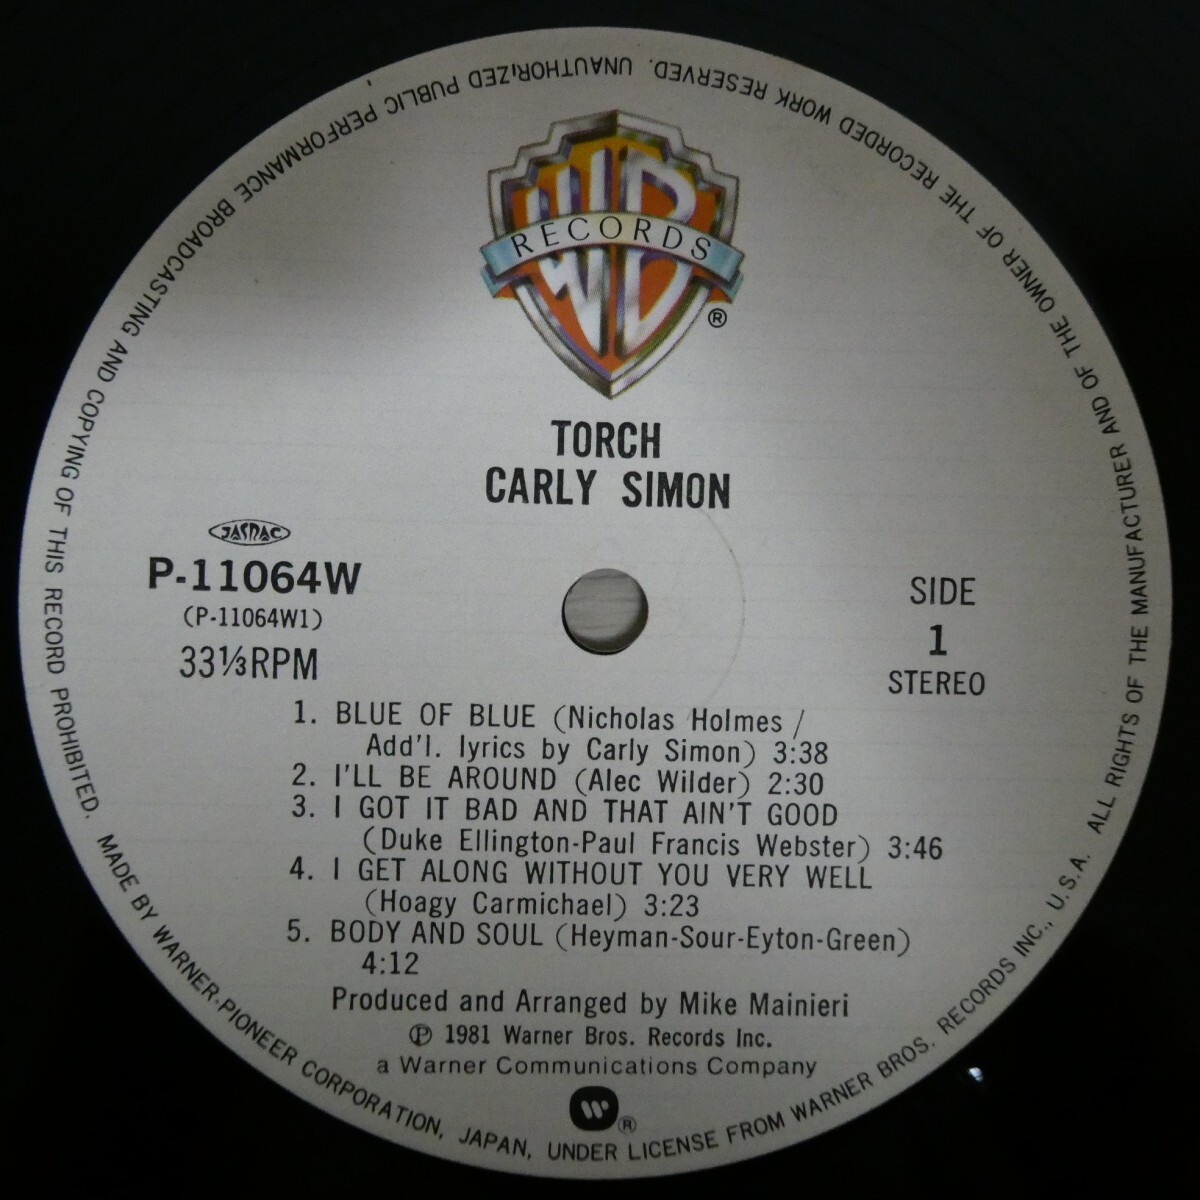 WB
RECORDS
®
TORCH
CARLY SIMON
JASRAC
P-11064W
(P-11064W1)
33⅓RPM
SIDE
1
STEREO
1. BLUE OF BLUE (Nicholas Holmes /
Add'l. lyrics by Carly Simon) 3:38
2. I'LL BE AROUND (Alec Wilder) 2:30
3. I GOT IT BAD AND THAT AIN'T GOOD
(Duke Ellington-Paul Francis Webster) 3:46
4. I GET ALONG WITHOUT YOU VERY WELL
(Hoagy Carmichael) 3:23
5. BODY AND SOUL (Heyman-Sour-Eyton-Green)
4:12
Produced and Arranged by Mike Mainieri
℗ 1981 Warner Bros. Records Inc.
a Warner Communications Company
®
MADE BY WARNER-PIONEER CORPORATION, JAPAN, UNDER LICENSE FROM WARNER BROS. RECORDS INC., U.S.A. ALL RIGHTS OF THE MANUFACTURER AND OF THE OWNER OF THE RECORDED WORK RESERVED. UNAUTHORIZED PUBLIC PERFORMANCE BROADCASTING AND COPYING OF THIS RECORD PROHIBITED.